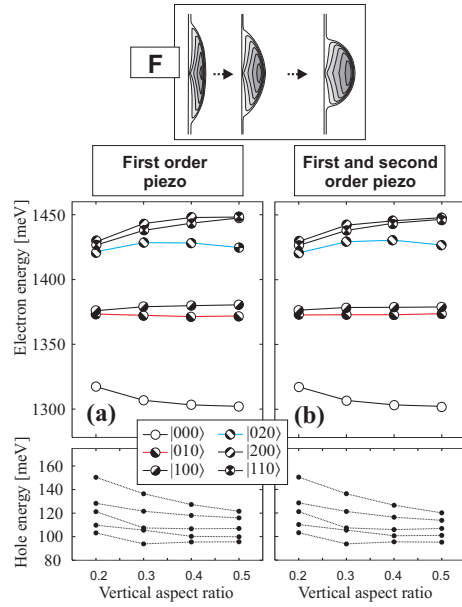 F
First order
piezo
First and second
order piezo
Electron energy [meV]
1450
1400
1350
1300
(a)
(b)
|000⟩
|010⟩
|100⟩
|020⟩
|200⟩
|110⟩
Hole energy [meV]
160
140
120
100
80
0.2 0.3 0.4 0.5
0.2 0.3 0.4 0.5
Vertical aspect ratio
Vertical aspect ratio